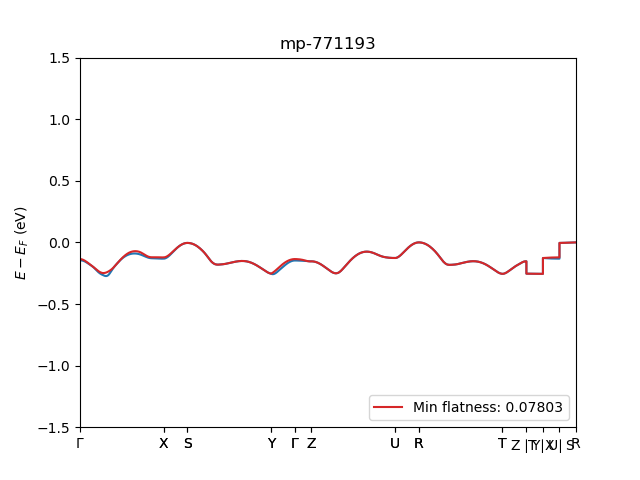 mp-771193
E − E_F (eV)
1.5
1.0
0.5
0.0
−0.5
−1.0
−1.5
Min flatness: 0.07803
Γ X S Y Γ Z U R T Z|T Y|X U|S R